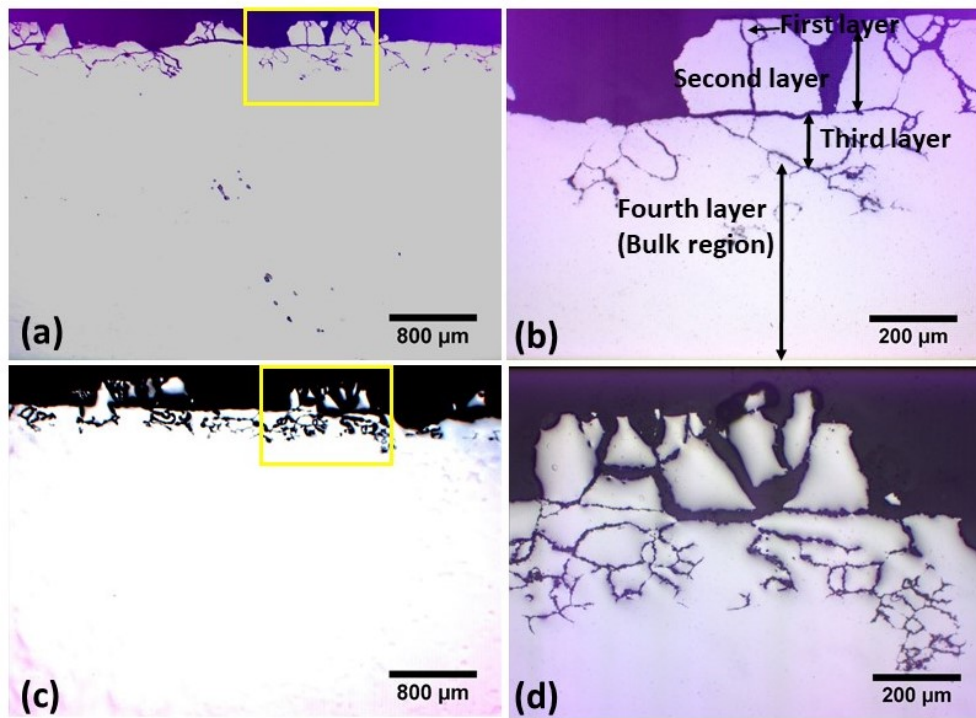 (a)
800 μm
First layer
Second layer
Third layer
Fourth layer
(Bulk region)
(b)
200 μm
(c)
800 μm
(d)
200 μm